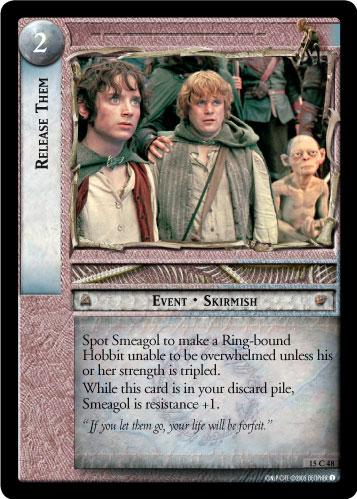 2
Release Them
Event • Skirmish
Spot Smeagol to make a Ring-bound
Hobbit unable to be overwhelmed unless his
or her strength is tripled.
While this card is in your discard pile,
Smeagol is resistance +1.
“If you let them go, your life will be forfeit.”
15 C 48